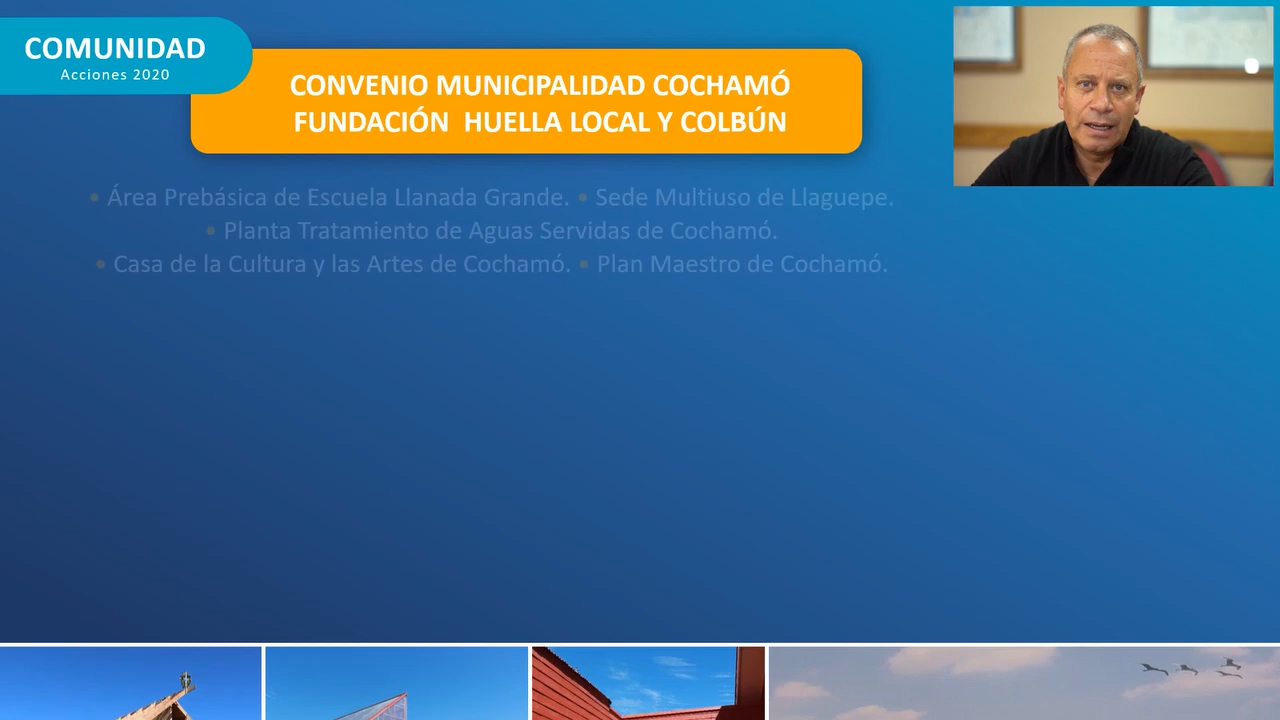 COMUNIDAD
Acciones 2020
CONVENIO MUNICIPALIDAD COCHAMÓ
FUNDACIÓN HUELLA LOCAL Y COLBÚN
• Área Prebásica de Escuela Llanada Grande. • Sede Multiuso de Llaguepe.
• Planta Tratamiento de Aguas Servidas de Cochamó.
• Casa de la Cultura y las Artes de Cochamó. • Plan Maestro de Cochamó.